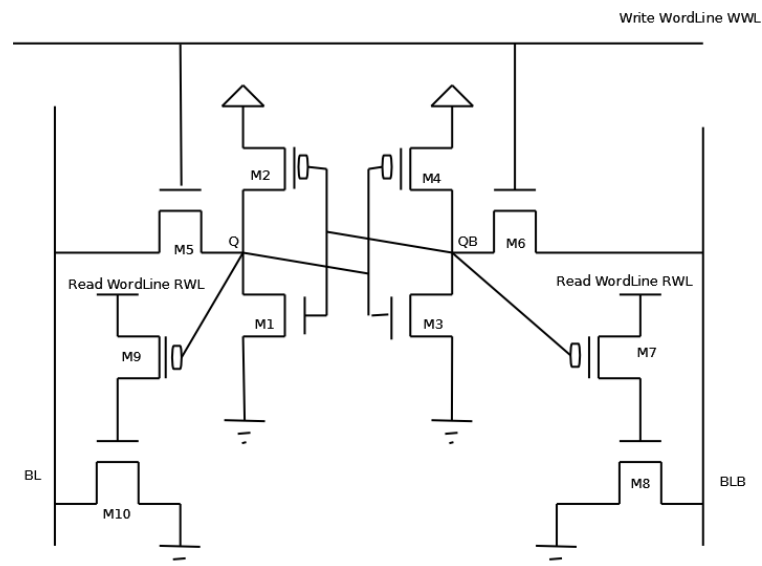 Write WordLine WWL
M2
M4
M5
Q
QB
M6
Read WordLine RWL
Read WordLine RWL
M1
M3
M9
M7
BL
M8
BLB
M10